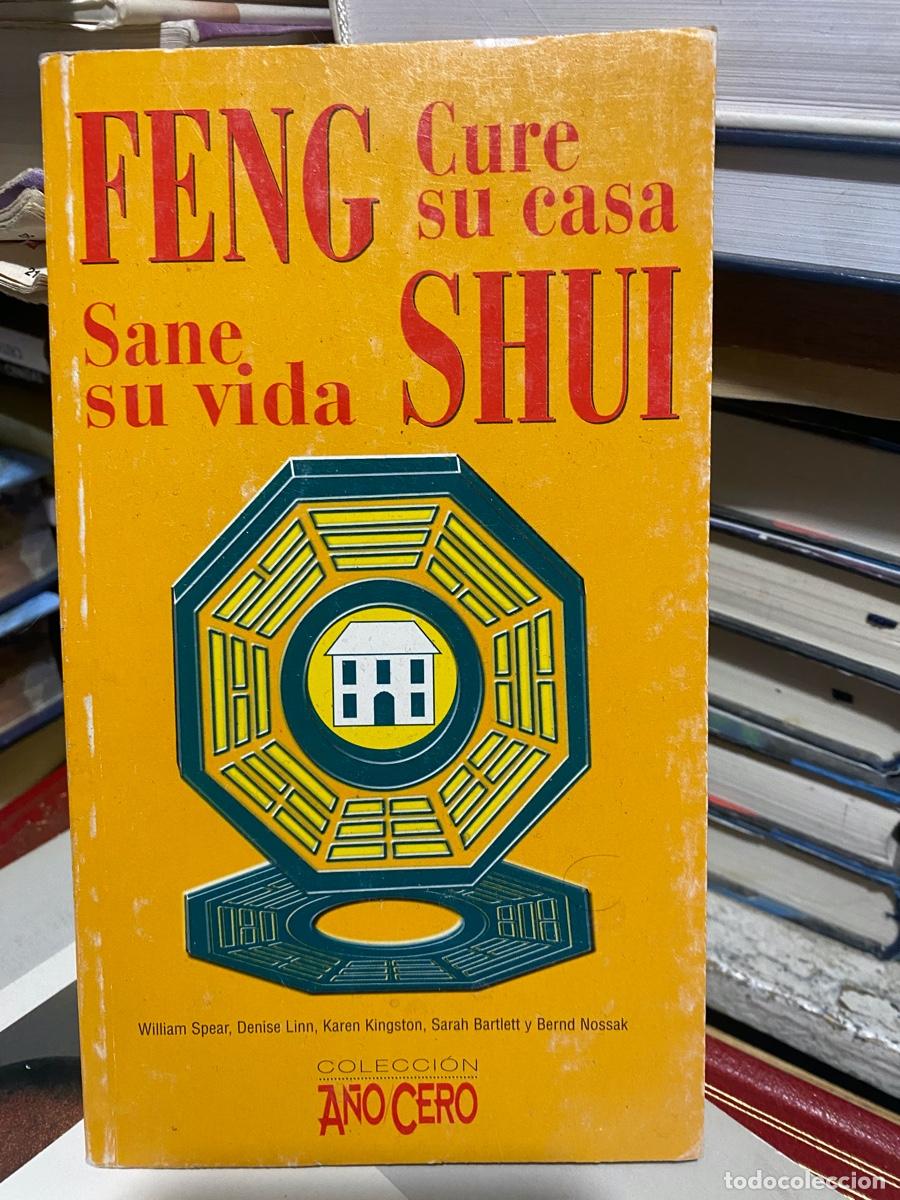 FENG
Cure
su casa
Sane
su vida
SHUI
William Spear, Denise Linn, Karen Kingston, Sarah Bartlett y Bernd Nossak
COLECCIÓN
AÑO CERO
todocoleccion